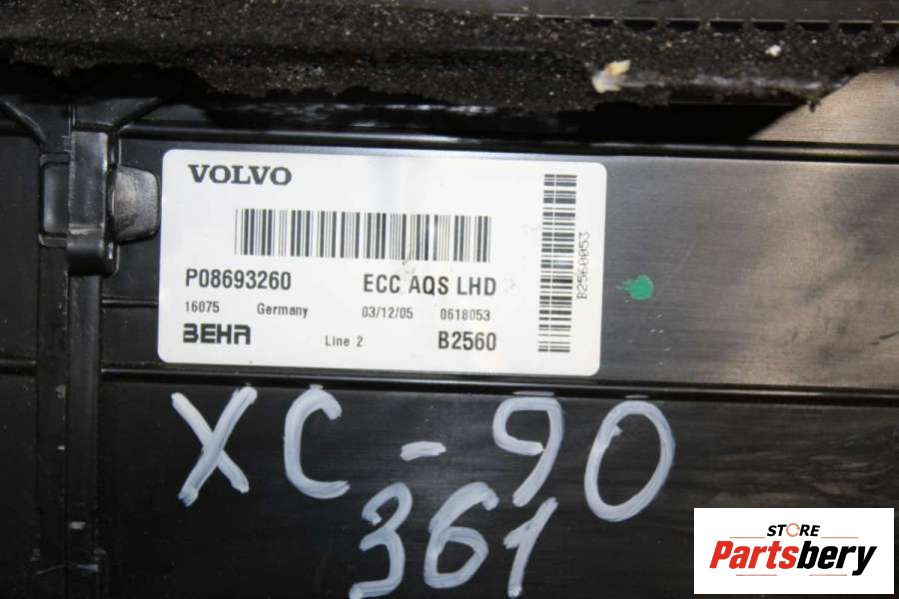 VOLVO
P08693260 ECC AQS LHD
16075 Germany 03/12/05 0618053
BEHR Line 2 B2560
B2560053
XC-90
361
STORE
Partsbery